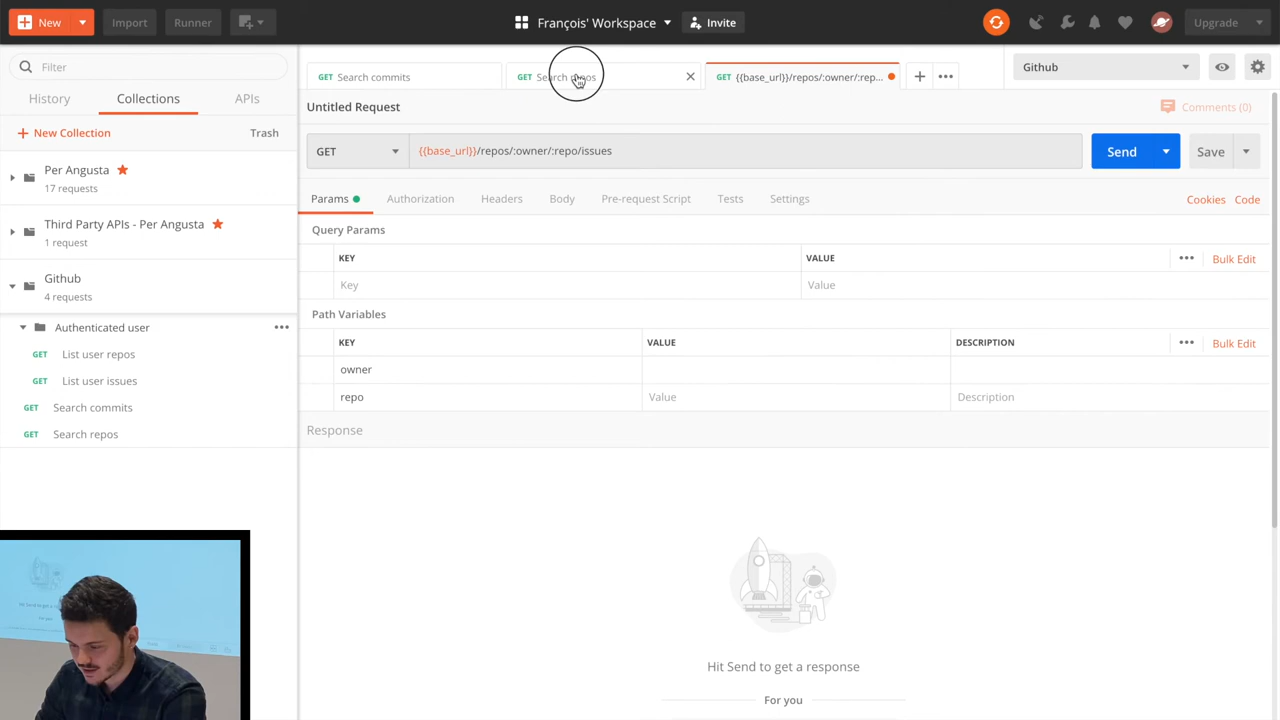 New
Import
Runner
François' Workspace
Invite
Upgrade
Filter
GET Search commits
GET Search repos
GET {{base_url}}/repos/:owner/:rep...
Github
History
Collections
APIs
Untitled Request
Comments (0)
New Collection
Trash
GET
{{base_url}}/repos/:owner/:repo/issues
Send
Save
Per Angusta
17 requests
Params
Authorization
Headers
Body
Pre-request Script
Tests
Settings
Cookies
Code
Third Party APIs - Per Angusta
1 request
Query Params
KEY
VALUE
Bulk Edit
Key
Value
Github
4 requests
Path Variables
Authenticated user
KEY
VALUE
DESCRIPTION
Bulk Edit
GET List user repos
owner
GET List user issues
repo
Value
Description
GET Search commits
GET Search repos
Response
Hit Send to get a response
For you